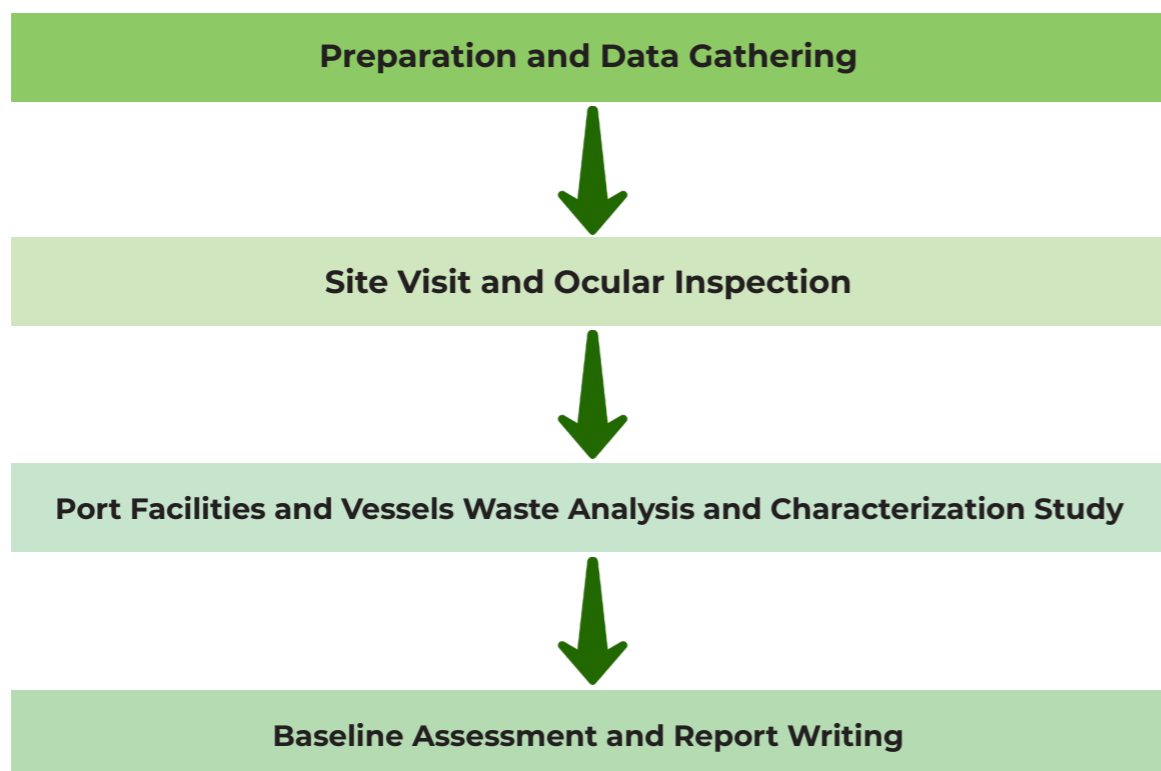 Preparation and Data Gathering
Site Visit and Ocular Inspection
Port Facilities and Vessels Waste Analysis and Characterization Study
Baseline Assessment and Report Writing